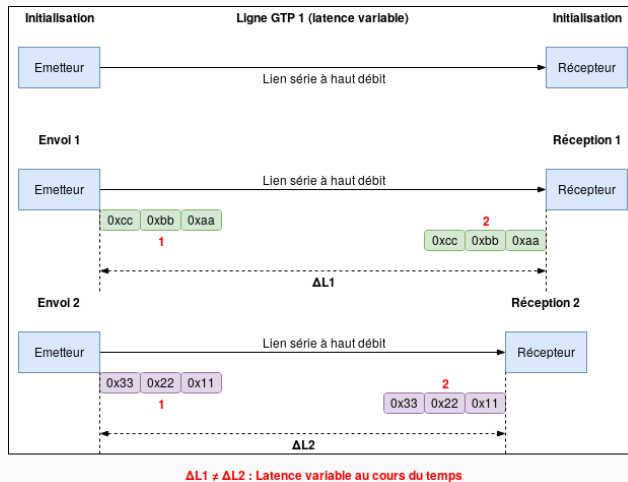 Initialisation
Ligne GTP 1 (latence variable)
Initialisation
Emetteur
Lien série à haut débit
Récepteur
Envoi 1
Réception 1
Emetteur
Lien série à haut débit
Récepteur
0xcc 0xbb 0xaa
1
2
0xcc 0xbb 0xaa
ΔL1
Envoi 2
Réception 2
Emetteur
Lien série à haut débit
Récepteur
0x33 0x22 0x11
1
2
0x33 0x22 0x11
ΔL2
ΔL1 ≠ ΔL2 : Latence variable au cours du temps